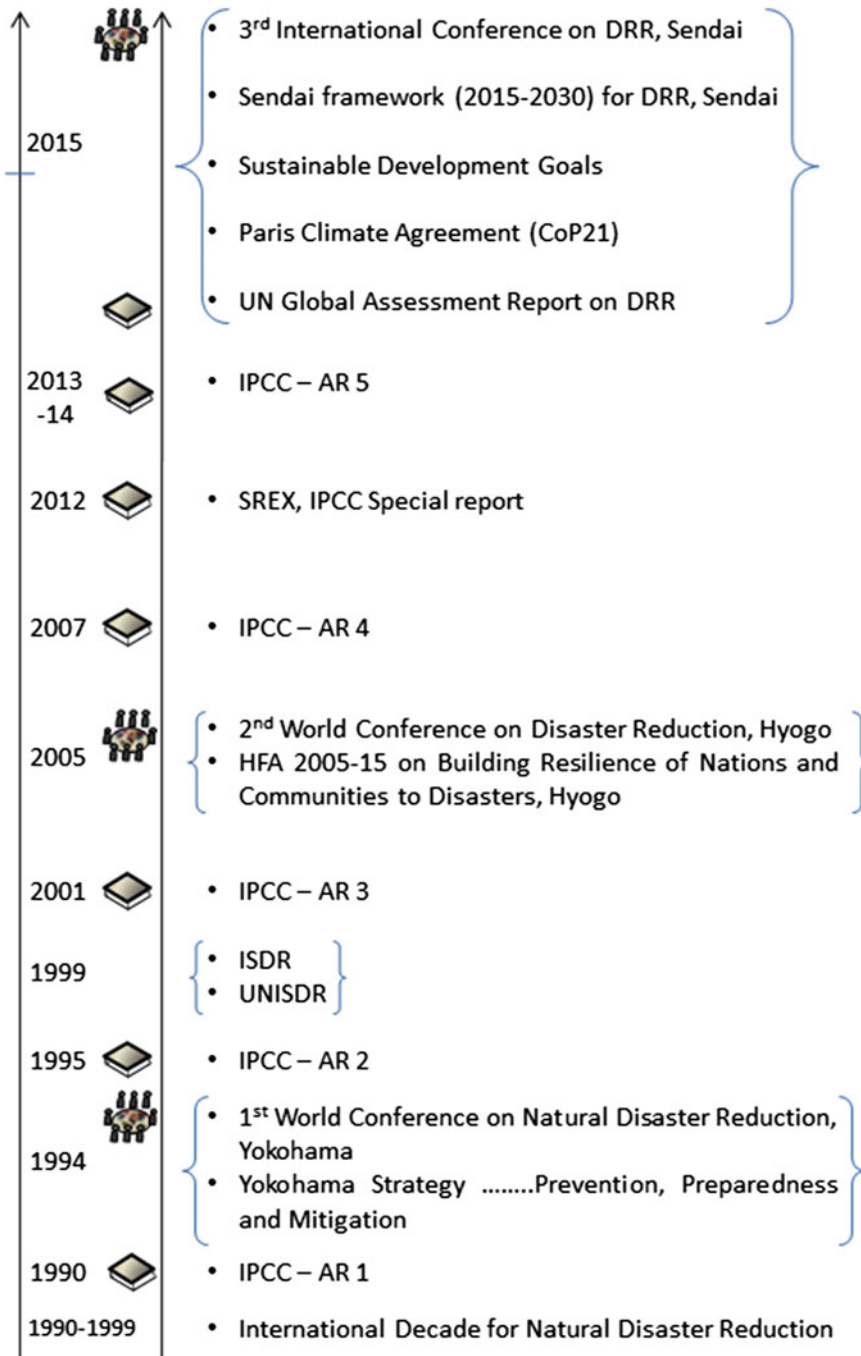 • 3rd International Conference on DRR, Sendai
• Sendai framework (2015-2030) for DRR, Sendai
2015
• Sustainable Development Goals
• Paris Climate Agreement (CoP21)
• UN Global Assessment Report on DRR
2013
-14
• IPCC – AR 5
2012
• SREX, IPCC Special report
2007
• IPCC – AR 4
2005
• 2nd World Conference on Disaster Reduction, Hyogo
• HFA 2005-15 on Building Resilience of Nations and
Communities to Disasters, Hyogo
2001
• IPCC – AR 3
1999
• ISDR
• UNISDR
1995
• IPCC – AR 2
1994
• 1st World Conference on Natural Disaster Reduction,
Yokohama
• Yokohama Strategy ........Prevention, Preparedness
and Mitigation
1990
• IPCC – AR 1
1990-1999
• International Decade for Natural Disaster Reduction